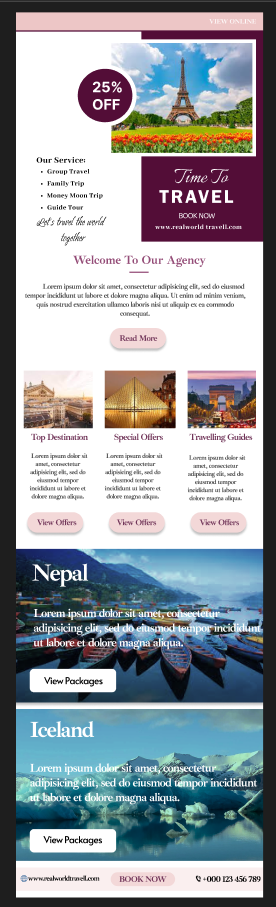 VIEW ONLINE
25%
OFF
Our Service:
• Group Travel
• Family Trip
• Money Moon Trip
• Guide Tour
Let's travel the world
together
Time To
TRAVEL
BOOK NOW
www.realworld travell.com
Welcome To Our Agency
Lorem ipsum dolor sit amet, consectetur adipiscing elit, sed do eiusmod
tempor incididunt ut labore et dolore magna aliqua. Ut enim ad minim veniam,
quis nostrud exercitation ullamco laboris nisi ut aliquip ex ea commodo
consequat.
Read More
Top Destination
Lorem ipsum dolor sit
amet, consectetur
adipiscing elit, sed do
eiusmod tempor
incididunt ut labore et
dolore magna aliqua.
View Offers
Special Offers
Lorem ipsum dolor sit
amet, consectetur
adipiscing elit, sed do
eiusmod tempor
incididunt ut labore et
dolore magna aliqua.
View Offers
Travelling Guides
Lorem ipsum dolor sit
amet, consectetur
adipiscing elit, sed do
eiusmod tempor
incididunt ut labore et
dolore magna aliqua.
View Offers
Nepal
Lorem ipsum dolor sit amet, consectetur
adipisicing elit, sed do eiusmod tempor incididunt
ut labore et dolore magna aliqua.
View Packages
Iceland
Lorem ipsum dolor sit amet, consectetur
adipisicing elit, sed do eiusmod tempor incididunt
ut labore et dolore magna aliqua.
View Packages
www.realworldtravell.com
BOOK NOW
+000 123 456 789